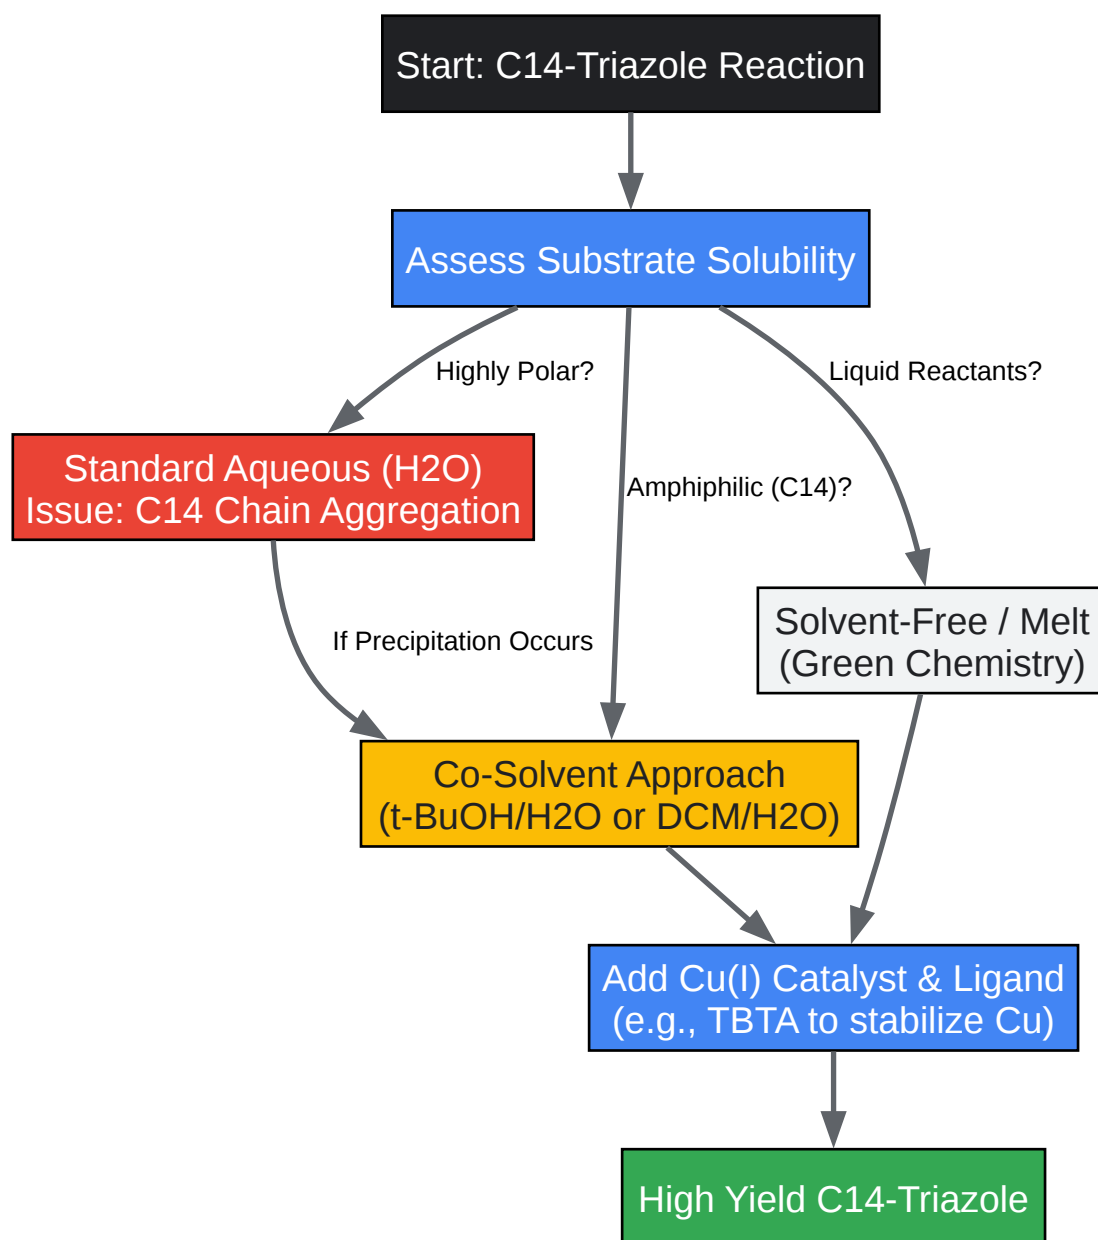 Start: C14-Triazole Reaction
Assess Substrate Solubility
Highly Polar?
Liquid Reactants?
Standard Aqueous (H2O)
Issue: C14 Chain Aggregation
Amphiphilic (C14)?
Solvent-Free / Melt
(Green Chemistry)
If Precipitation Occurs
Co-Solvent Approach
(t-BuOH/H2O or DCM/H2O)
Add Cu(I) Catalyst & Ligand
(e.g., TBTA to stabilize Cu)
High Yield C14-Triazole